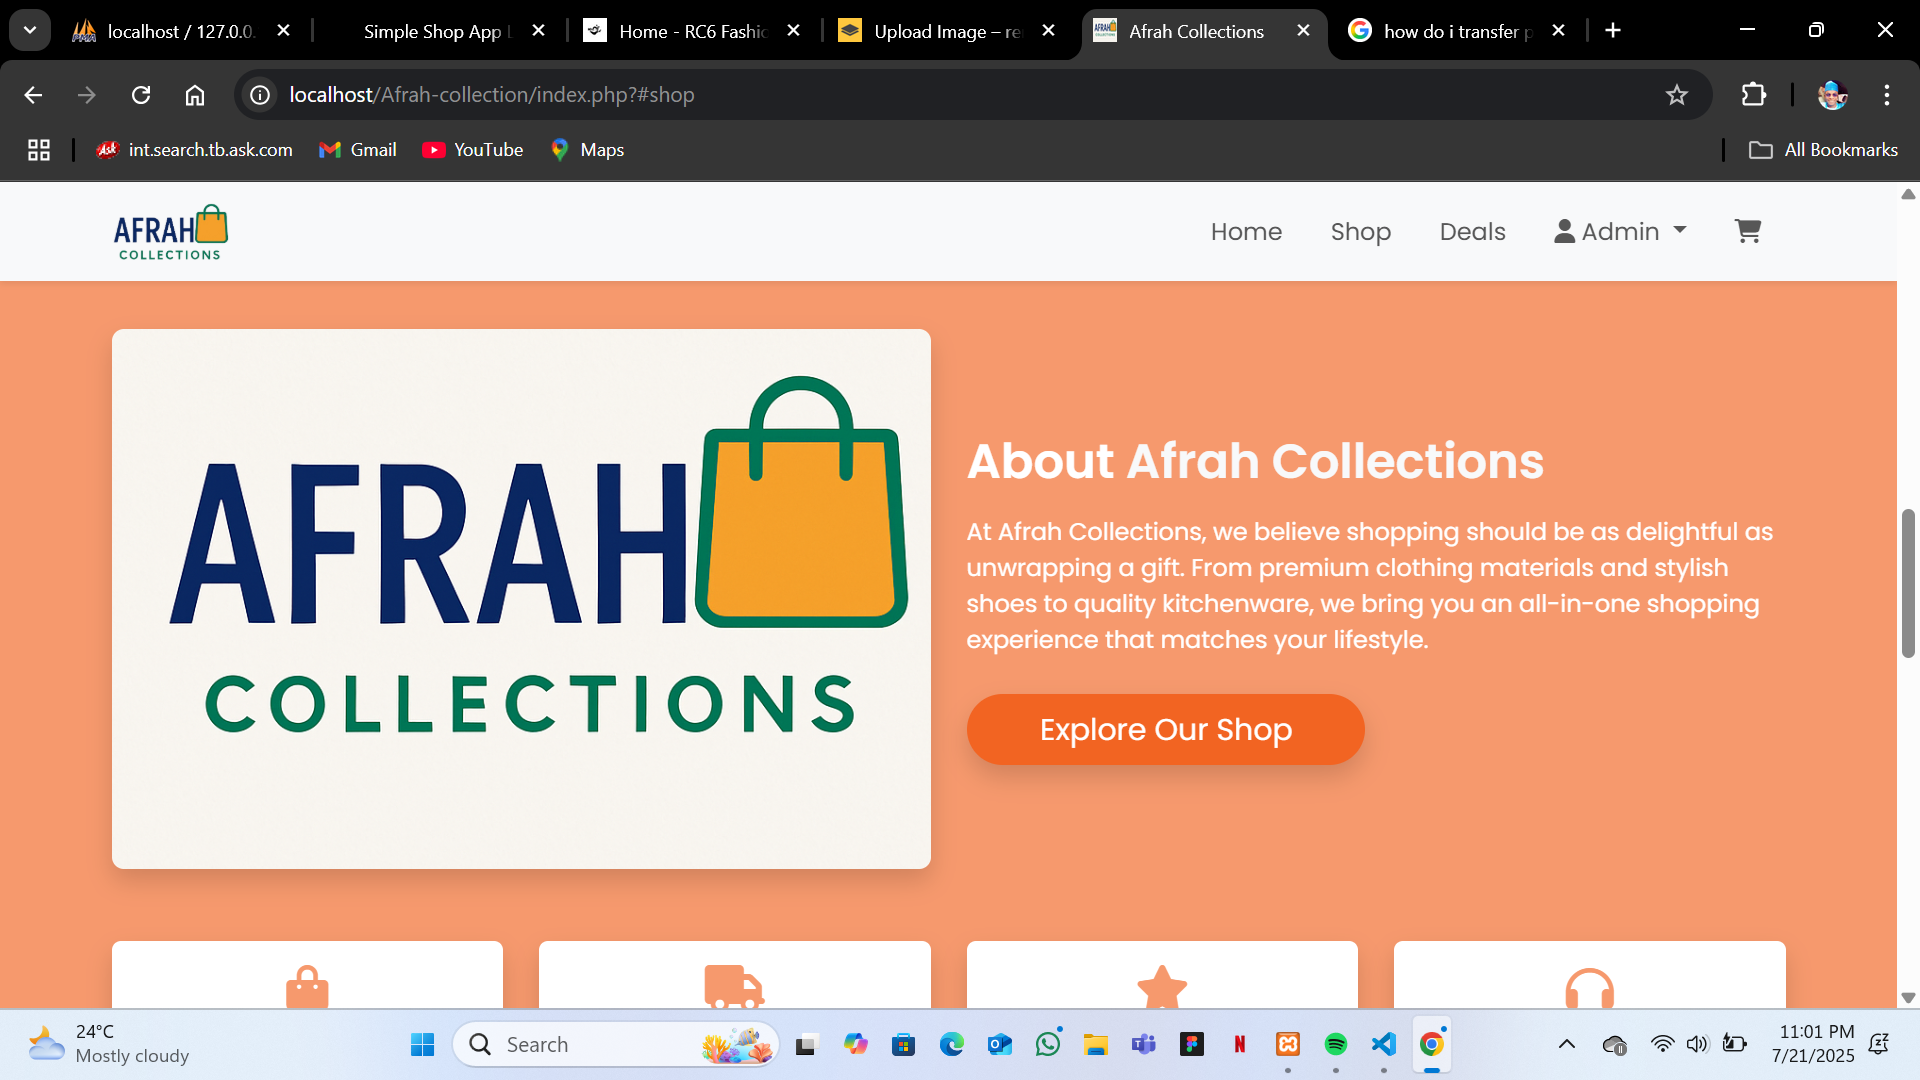 localhost / 127.0.0.
Simple Shop App
Home - RC6 Fashic
Upload Image – re
Afrah Collections
how do i transfer p
localhost/Afrah-collection/index.php?#shop
Ask
int.search.tb.ask.com
Gmail
YouTube
Maps
All Bookmarks
AFRAH
COLLECTIONS
Home
Shop
Deals
Admin
AFRAH
COLLECTIONS
About Afrah Collections
At Afrah Collections, we believe shopping should be as delightful as
unwrapping a gift. From premium clothing materials and stylish
shoes to quality kitchenware, we bring you an all-in-one shopping
experience that matches your lifestyle.
Explore Our Shop
24°C
Mostly cloudy
Search
11:01 PM
7/21/2025